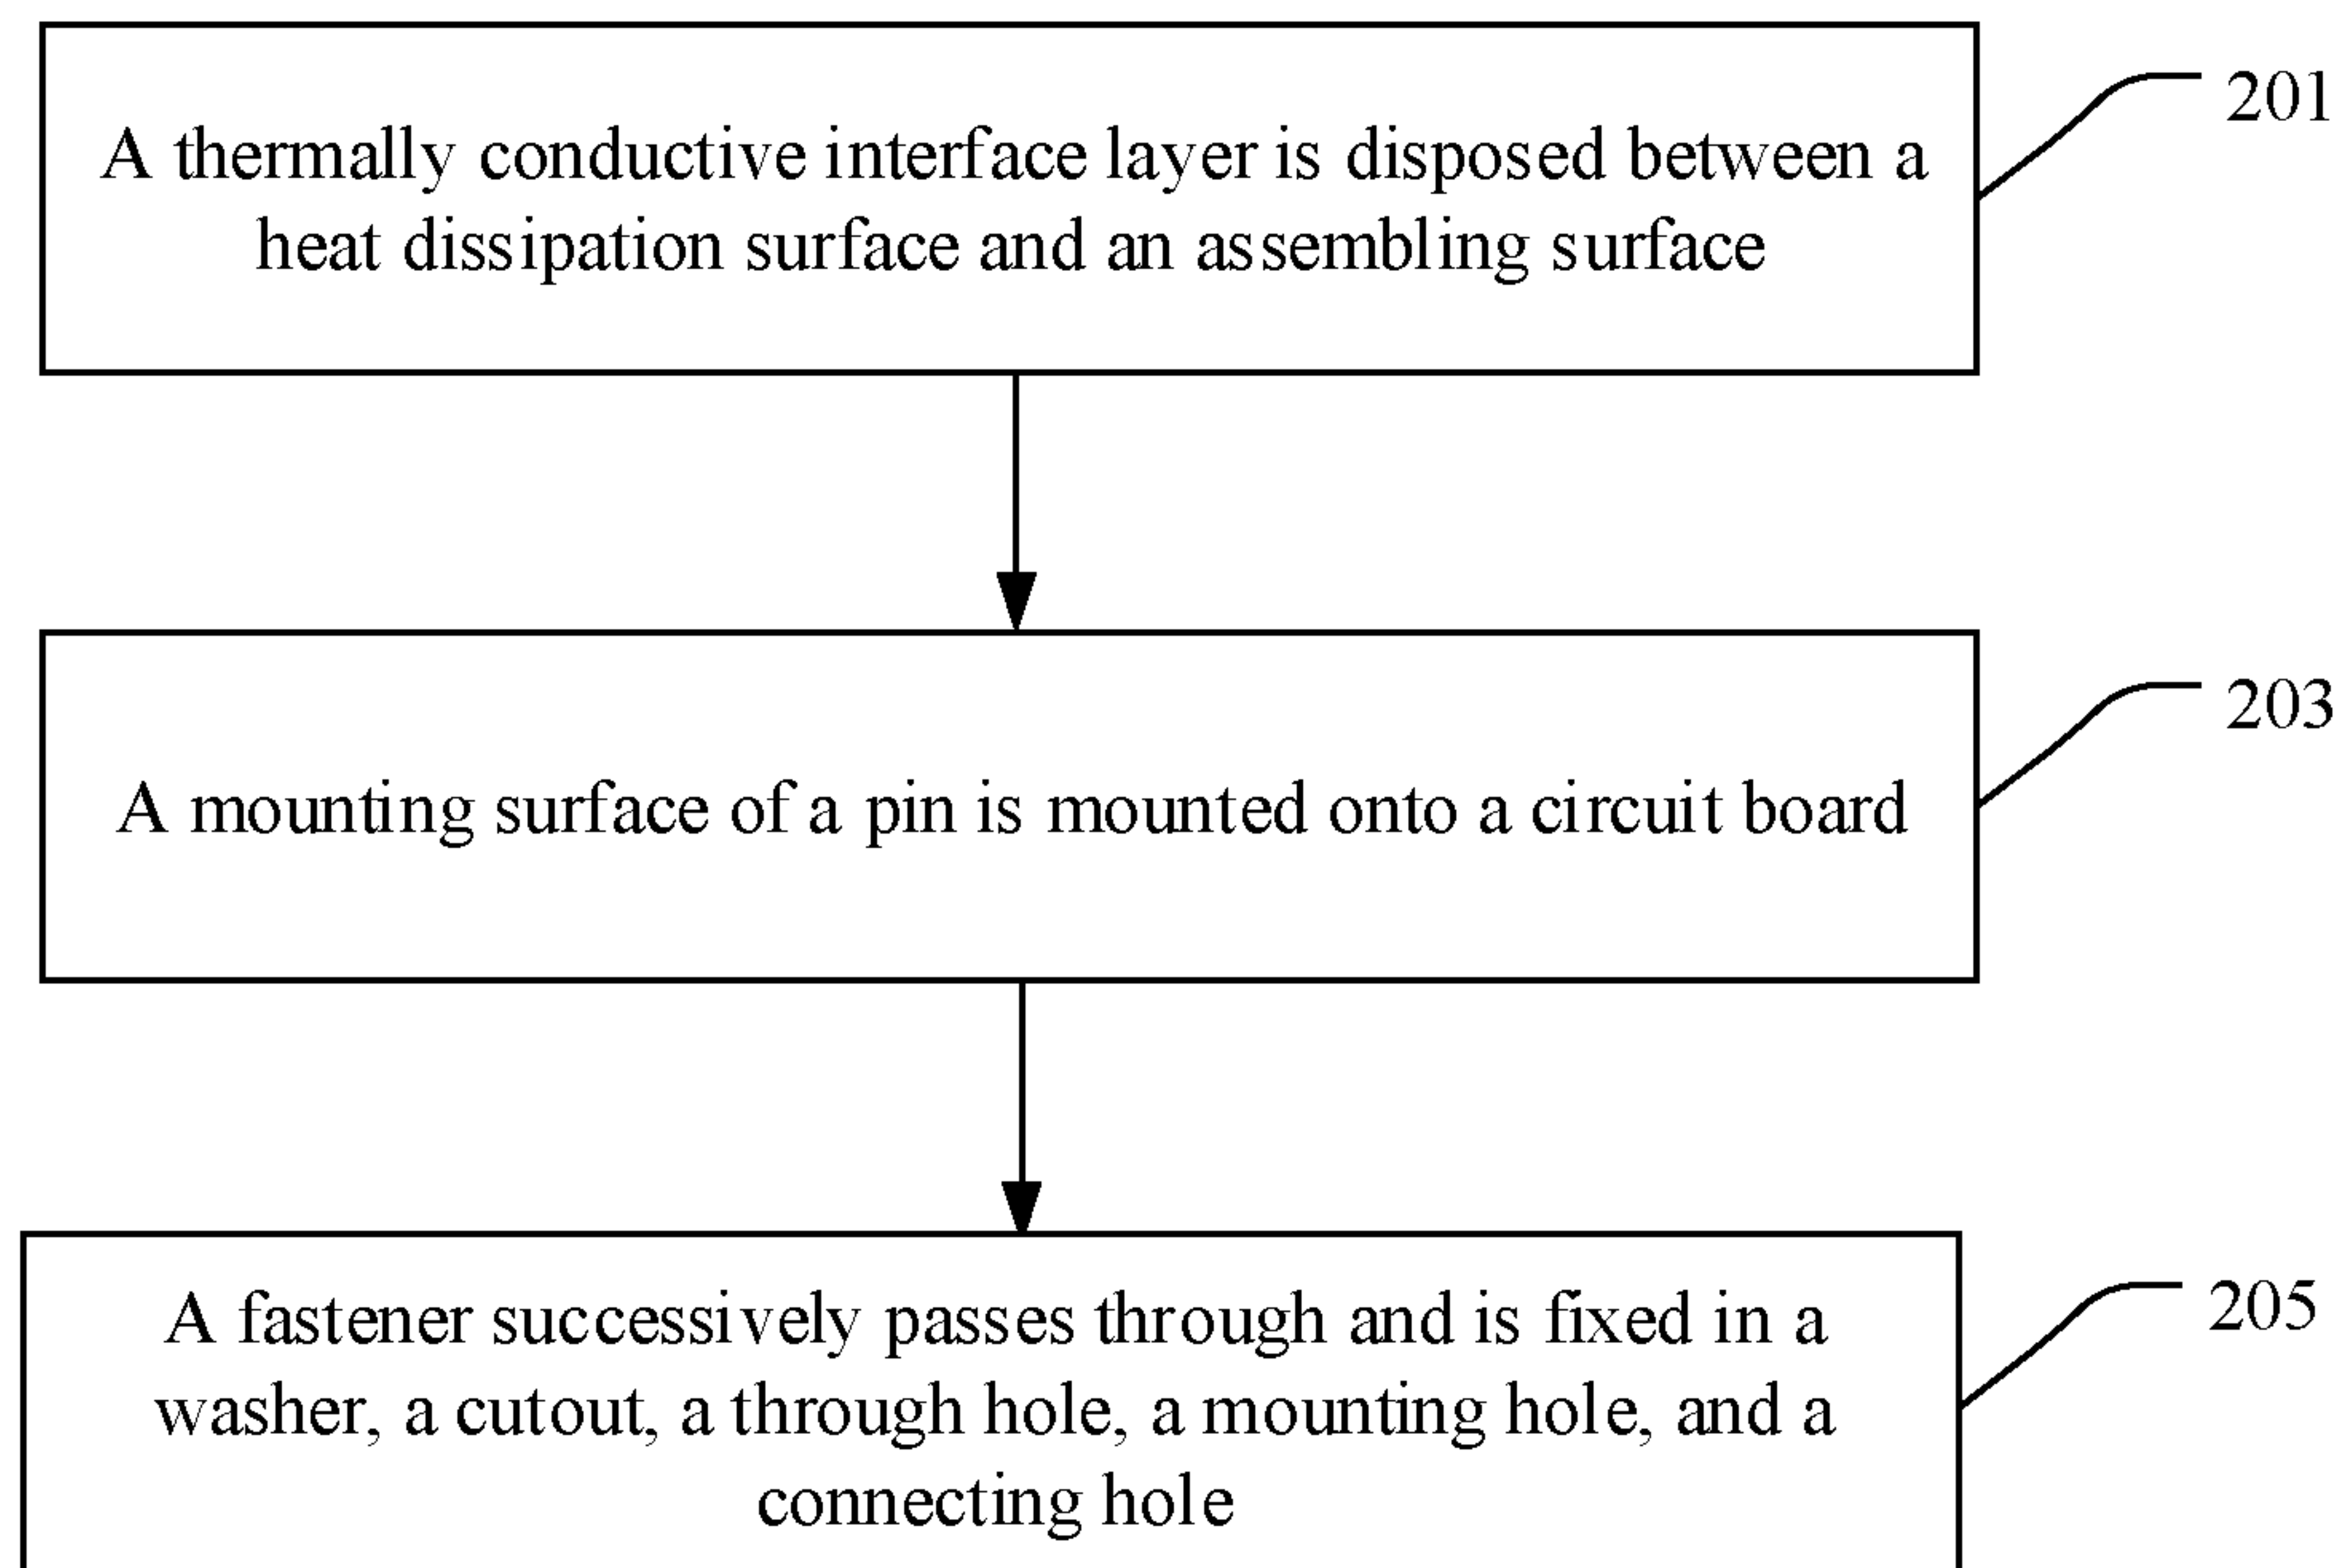 A thermally conductive interface layer is disposed between a
heat dissipation surface and an assembling surface
201
A mounting surface of a pin is mounted onto a circuit board
203
A fastener successively passes through and is fixed in a
washer, a cutout, a through hole, a mounting hole, and a
connecting hole
205